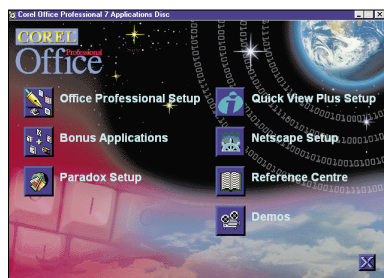 Corel Office Professional 7 Applications Disc
COREL
Professional
Office
Office Professional Setup
Quick View Plus Setup
Bonus Applications
Netscape Setup
Paradox Setup
Reference Centre
Demos